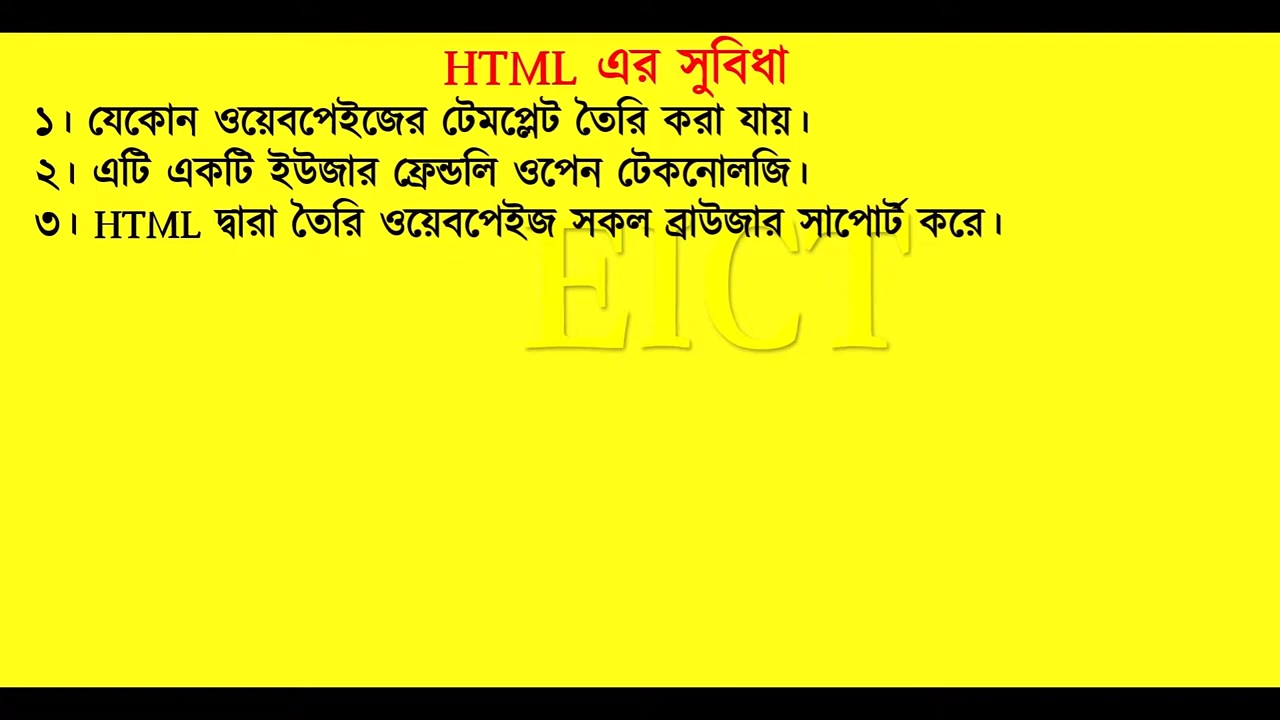 HTML এর সুবিধা
১। যেকোন ওয়েবপেইজের টেমপ্লেট তৈরি করা যায়।
২। এটি একটি ইউজার ফ্রেন্ডলি ওপেন টেকনোলজি।
৩। HTML দ্বারা তৈরি ওয়েবপেইজ সকল ব্রাউজার সাপোর্ট করে।
EICT